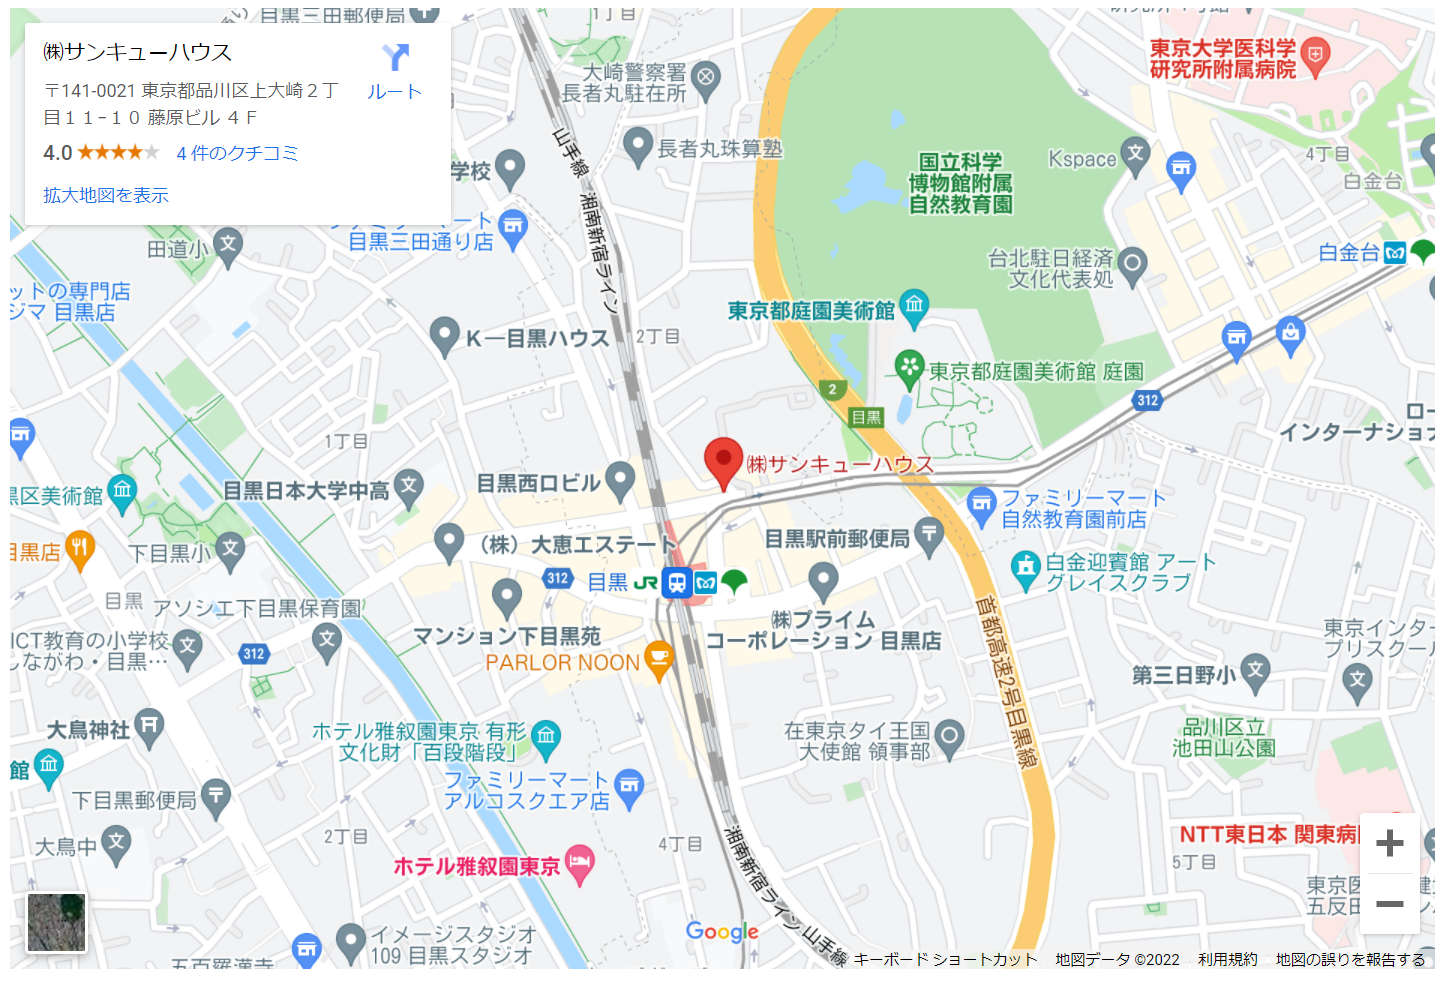 ㈱サンキューハウス
〒141-0021 東京都品川区上大崎２丁
目１１−１０ 藤原ビル ４Ｆ
4.0
4 件のクチコミ
拡大地図を表示
ルート
目黒三田郵便局
1丁目
大崎警察署
長者丸駐在所
東京大学医科学
研究所附属病院
長者丸珠算塾
山手線
湘南新宿ライン
学校
国立科学
博物館附属
自然教育園
Kspace
4丁目
白金台
目黒三田通り店
田道小
台北駐日経済
文化代表処
白金台
ットの専門店
ジマ 目黒店
東京都庭園美術館
K―目黒ハウス
2丁目
東京都庭園美術館 庭園
2
目黒
312
ロー
インターナショナ
1丁目
㈱サンキューハウス
目黒西口ビル
目黒日本大学中高
黒区美術館
ファミリーマート
自然教育園前店
目黒駅前郵便局
（株）大恵エステート
目黒店
下目黒小
白金迎賓館 アート
グレイスクラブ
312
目黒
JR
目黒
アソシエ下目黒保育園
首都高速2号目黒線
㈱プライム
コーポレーション 目黒店
マンション下目黒苑
ICT教育の小学校
しながわ・目黒…
312
PARLOR NOON
東京インター
プリスクール
第三日野小
大鳥神社
ホテル雅叙園東京 有形
文化財「百段階段」
在東京タイ王国
大使館 領事部
品川区立
池田山公園
館
ファミリーマート
アルコスクエア店
下目黒郵便局
2丁目
4丁目
大鳥中
湘南新宿ライン
山手線
NTT東日本 関東病
5丁目
ホテル雅叙園東京
東京医
五反田
イメージスタジオ
109 目黒スタジオ
五百羅漢寺
Google
キーボード ショートカット
地図データ ©2022
利用規約
地図の誤りを報告する